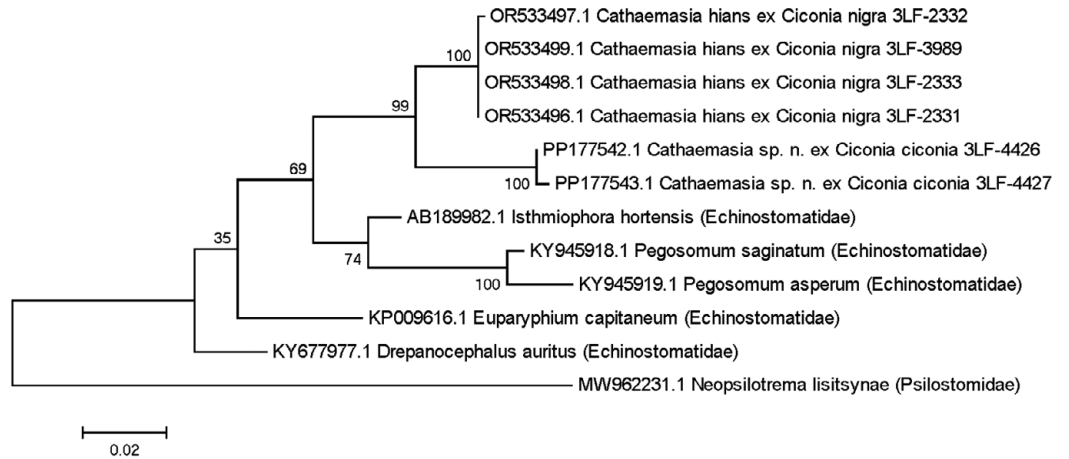 OR533497.1 Cathaemasia hians ex Ciconia nigra 3LF-2332
100
OR533499.1 Cathaemasia hians ex Ciconia nigra 3LF-3989
OR533498.1 Cathaemasia hians ex Ciconia nigra 3LF-2333
99
OR533496.1 Cathaemasia hians ex Ciconia nigra 3LF-2331
PP177542.1 Cathaemasia sp. n. ex Ciconia ciconia 3LF-4426
69
100
PP177543.1 Cathaemasia sp. n. ex Ciconia ciconia 3LF-4427
AB189982.1 Isthmiophora hortensis (Echinostomatidae)
35
KY945918.1 Pegosomum saginatum (Echinostomatidae)
74
100
KY945919.1 Pegosomum asperum (Echinostomatidae)
KP009616.1 Euparyphium capitaneum (Echinostomatidae)
KY677977.1 Drepanocephalus auritus (Echinostomatidae)
MW962231.1 Neopsilotrema lisitsynae (Psilostomidae)
0.02